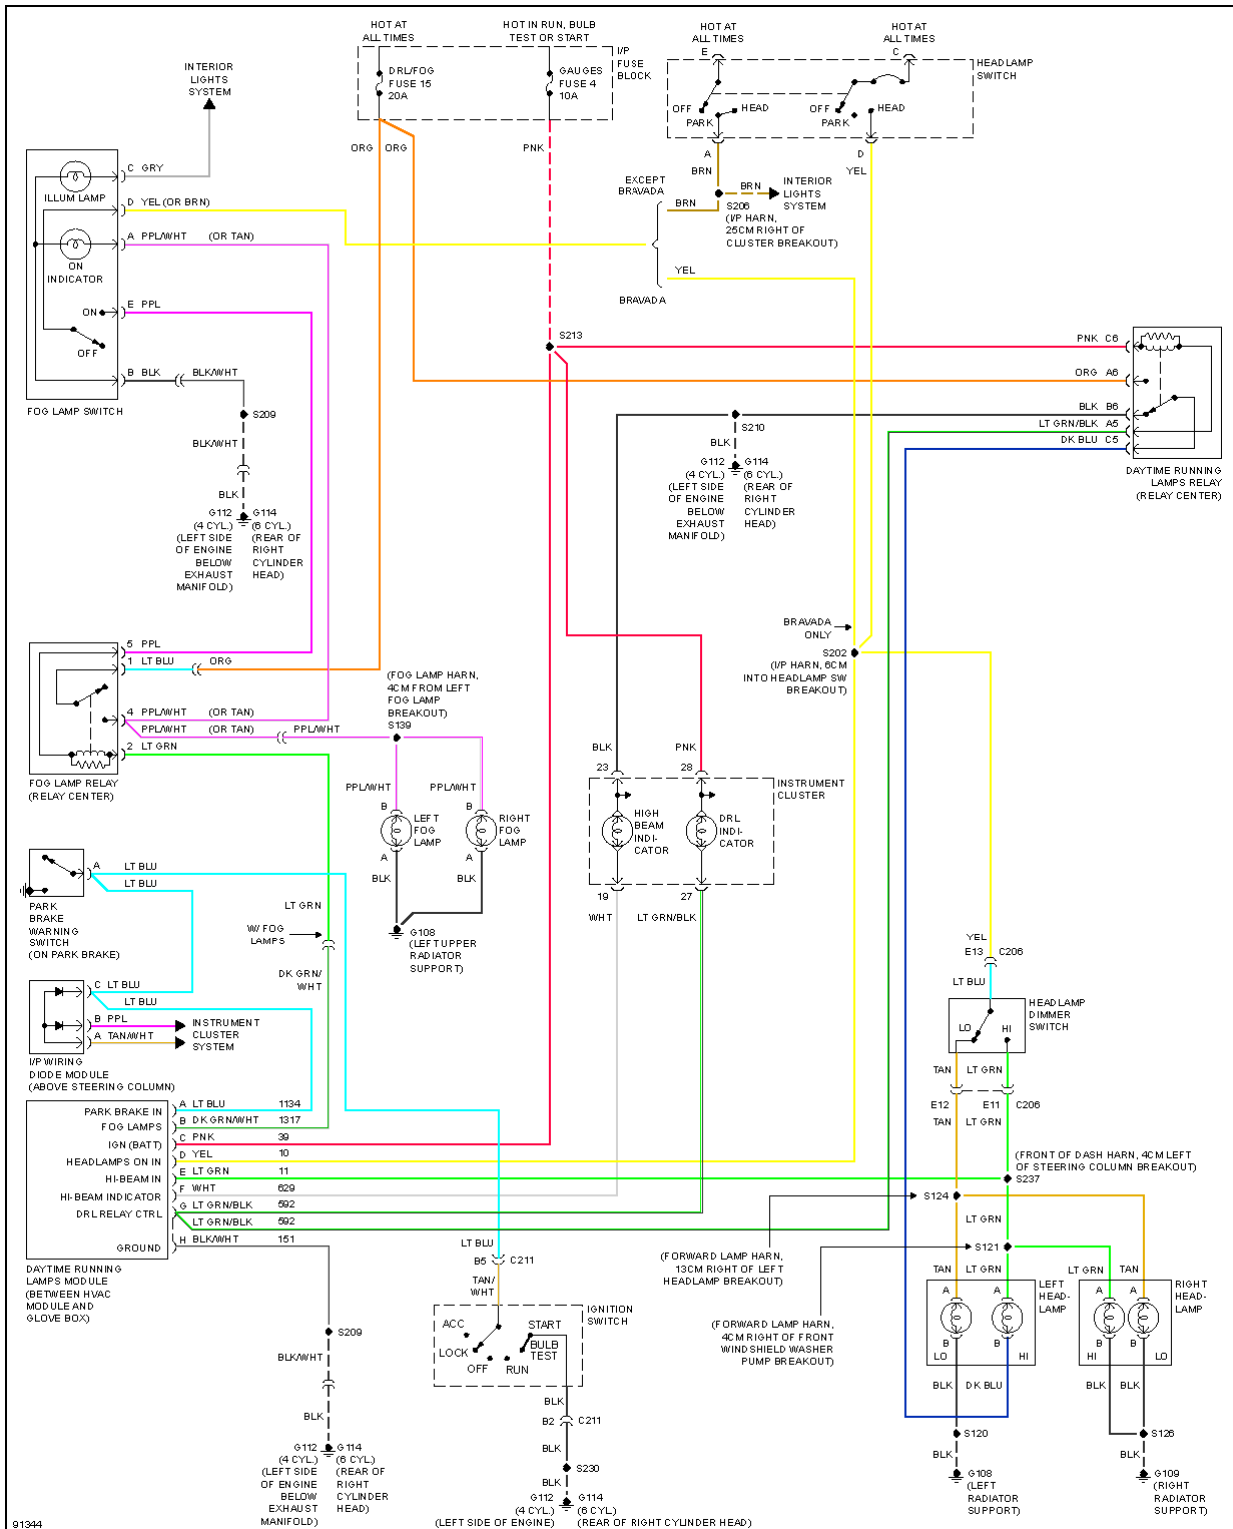 HOT AT
ALL TIMES
HOT IN RUN, BULB
TEST OR START
HOT AT
ALL TIMES
E
HOT AT
ALL TIMES
C
I/P
FUSE
BLOCK
HEADLAMP
SWITCH
DRL/FOG
FUSE 15
20A
GAUGES
FUSE 4
10A
OFF
HEAD
PARK
OFF
HEAD
PARK
INTERIOR
LIGHTS
SYSTEM
ORG
ORG
PNK
A
BRN
D
YEL
C GRY
ILLUM LAMP
D YEL (OR BRN)
A PPL/WHT (OR TAN)
ON
INDICATOR
E PPL
ON
OFF
B BLK
BLK/WHT
FOG LAMP SWITCH
EXCEPT
BRAVADA
BRN
BRN
INTERIOR
LIGHTS
SYSTEM
S206
(I/P HARN,
25CM RIGHT OF
CLUSTER BREAKOUT)
YEL
BRAVADA
S213
PNK C6
ORG A6
BLK B6
LT GRN/BLK A5
DK BLU C5
DAYTIME RUNNING
LAMPS RELAY
(RELAY CENTER)
S209
BLK/WHT
BLK
G112
(4 CYL.)
(LEFT SIDE
OF ENGINE
BELOW
EXHAUST
MANIFOLD)
G114
(6 CYL.)
(REAR OF
RIGHT
CYLINDER
HEAD)
S210
BLK
G112
(4 CYL.)
(LEFT SIDE
OF ENGINE
BELOW
EXHAUST
MANIFOLD)
G114
(6 CYL.)
(REAR OF
RIGHT
CYLINDER
HEAD)
5 PPL
1 LT BLU
ORG
4 PPL/WHT (OR TAN)
PPL/WHT (OR TAN)
PPL/WHT
2 LT GRN
FOG LAMP RELAY
(RELAY CENTER)
(FOG LAMP HARN,
4CM FROM LEFT
FOG LAMP
BREAKOUT)
S139
BRAVADA
ONLY
S202
(I/P HARN, 6CM
INTO HEADLAMP SW
BREAKOUT)
BLK
23
PNK
28
INSTRUMENT
CLUSTER
HIGH
BEAM
INDI-
CATOR
DRL
INDI-
CATOR
19
WHT
27
LT GRN/BLK
PPL/WHT
B
LEFT
FOG
LAMP
A
BLK
PPL/WHT
B
RIGHT
FOG
LAMP
A
BLK
G108
(LEFT UPPER
RADIATOR
SUPPORT)
A
LT BLU
LT BLU
PARK
BRAKE
WARNING
SWITCH
(ON PARK BRAKE)
LT GRN
W/ FOG
LAMPS
DK GRN/
WHT
C LT BLU
LT BLU
B PPL
A TAN/WHT
INSTRUMENT
CLUSTER
SYSTEM
I/P WIRING
DIODE MODULE
(ABOVE STEERING COLUMN)
YEL
E13
C206
LT BLU
HEADLAMP
DIMMER
SWITCH
LO
HI
TAN
LT GRN
E12
E11
C206
TAN
LT GRN
PARK BRAKE IN A LT BLU 1134
FOG LAMPS B DK GRN/WHT 1317
IGN (BATT) C PNK 39
HEADLAMPS ON IN D YEL 10
HI-BEAM IN E LT GRN 11
HI-BEAM INDICATOR F WHT 629
DRL RELAY CTRL G LT GRN/BLK 592
LT GRN/BLK 592
GROUND H BLK/WHT 151
DAYTIME RUNNING
LAMPS MODULE
(BETWEEN HVAC
MODULE AND
GLOVE BOX)
(FRONT OF DASH HARN, 4CM LEFT
OF STEERING COLUMN BREAKOUT)
S237
S124
LT GRN
S121
(FORWARD LAMP HARN,
13CM RIGHT OF LEFT
HEADLAMP BREAKOUT)
(FORWARD LAMP HARN,
4CM RIGHT OF FRONT
WINDSHIELD WASHER
PUMP BREAKOUT)
LT BLU
B5
C211
TAN/
WHT
IGNITION
SWITCH
ACC
LOCK
OFF
RUN
START
BULB
TEST
BLK
B2
C211
BLK
S230
BLK
G112
(4 CYL.)
(LEFT SIDE OF ENGINE)
G114
(6 CYL.)
(REAR OF RIGHT CYLINDER HEAD)
S209
BLK/WHT
BLK
G112
(4 CYL.)
(LEFT SIDE
OF ENGINE
BELOW
EXHAUST
MANIFOLD)
G114
(6 CYL.)
(REAR OF
RIGHT
CYLINDER
HEAD)
TAN
LT GRN
LEFT
HEAD-
LAMP
A
A
B
B
LO
HI
BLK
DK BLU
S120
BLK
G108
(LEFT
RADIATOR
SUPPORT)
LT GRN
TAN
RIGHT
HEAD-
LAMP
A
A
B
B
HI
LO
BLK
BLK
S126
BLK
G109
(RIGHT
RADIATOR
SUPPORT)
91344